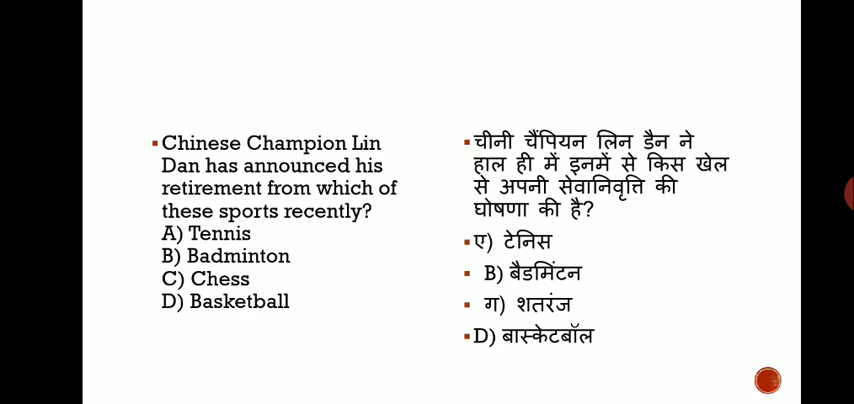 Chinese Champion Lin
Dan has announced his
retirement from which of
these sports recently?
A) Tennis
B) Badminton
C) Chess
D) Basketball
चीनी चैंपियन लिन डैन ने
हाल ही में इनमें से किस खेल
से अपनी सेवानिवृत्ति की
घोषणा की है?
ए) टेनिस
B) बैडमिंटन
ग) शतरंज
D) बास्केटबॉल